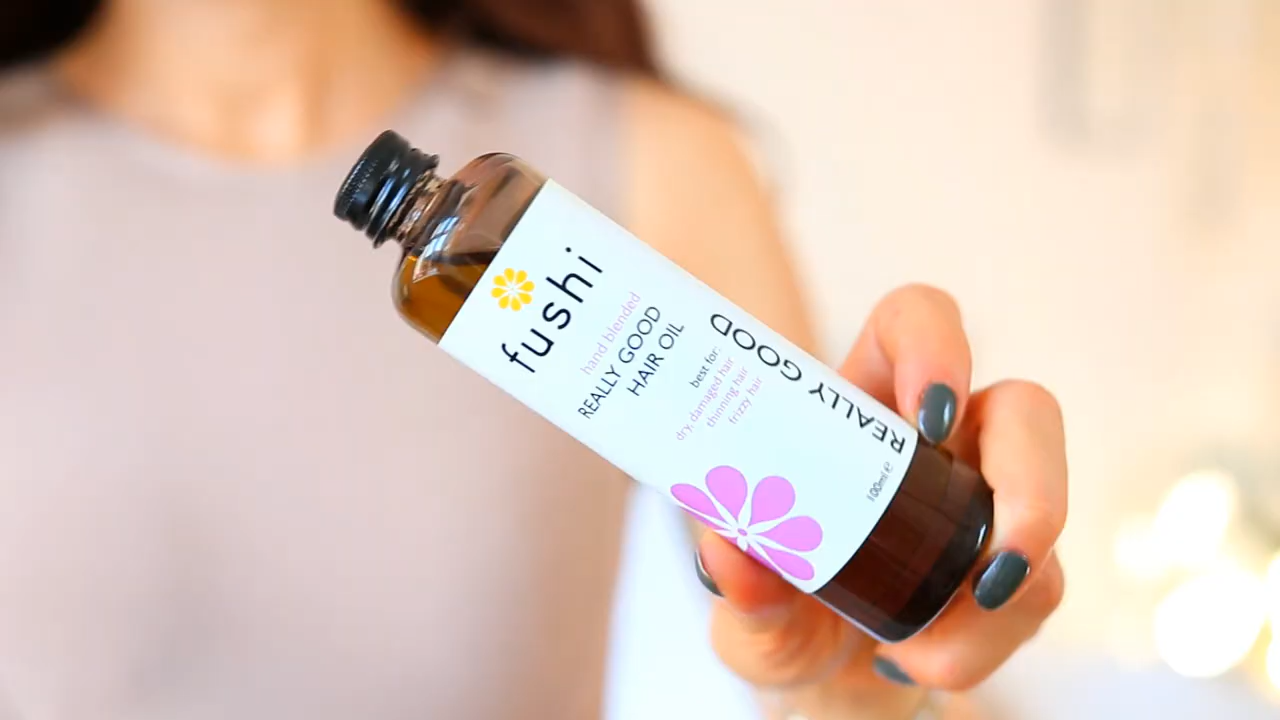 fushi
hand blended
REALLY GOOD
HAIR OIL
best for:
dry, damaged hair
thinning hair
frizzy hair
REALLY GOOD
100ml e